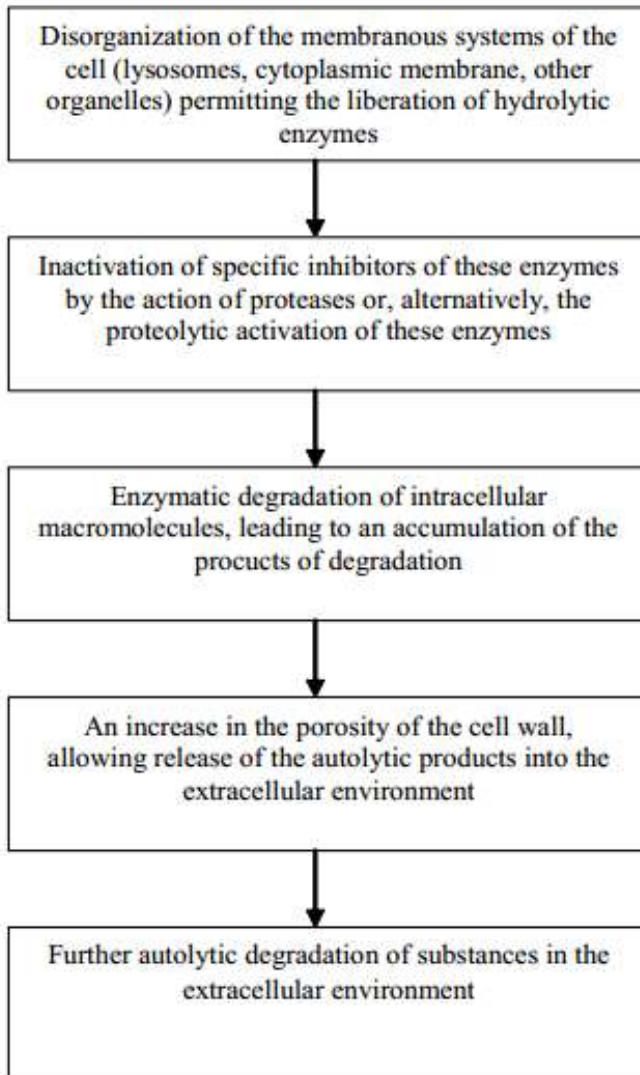 Disorganization of the membranous systems of the
cell (lysosomes, cytoplasmic membrane, other
organelles) permitting the liberation of hydrolytic
enzymes
Inactivation of specific inhibitors of these enzymes
by the action of proteases or, alternatively, the
proteolytic activation of these enzymes
Enzymatic degradation of intracellular
macromolecules, leading to an accumulation of the
procucts of degradation
An increase in the porosity of the cell wall,
allowing release of the autolytic products into the
extracellular environment
Further autolytic degradation of substances in the
extracellular environment